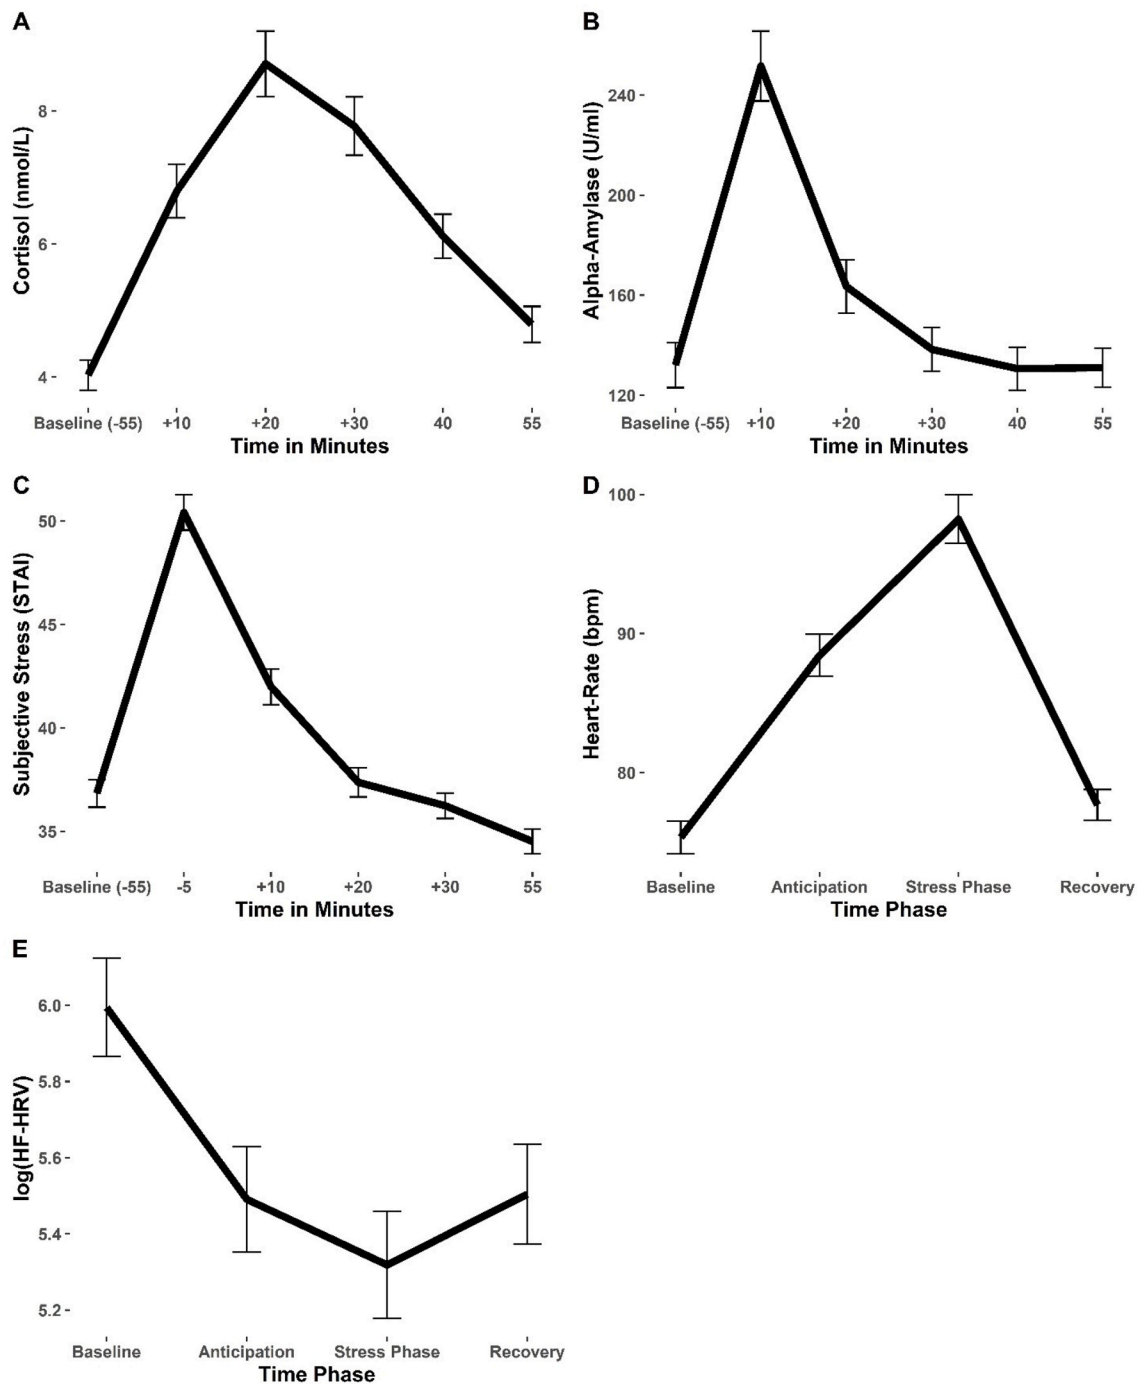 A
Cortisol (nmol/L)
8
6
4
Baseline (-55) +10 +20 +30 40 55
Time in Minutes
B
Alpha-Amylase (U/ml)
240
200
160
120
Baseline (-55) +10 +20 +30 40 55
Time in Minutes
C
Subjective Stress (STAI)
50
45
40
35
Baseline (-55) -5 +10 +20 +30 55
Time in Minutes
D
Heart-Rate (bpm)
100
90
80
Baseline Anticipation Stress Phase Recovery
Time Phase
E
log(HF-HRV)
6.0
5.8
5.6
5.4
5.2
Baseline Anticipation Stress Phase Recovery
Time Phase